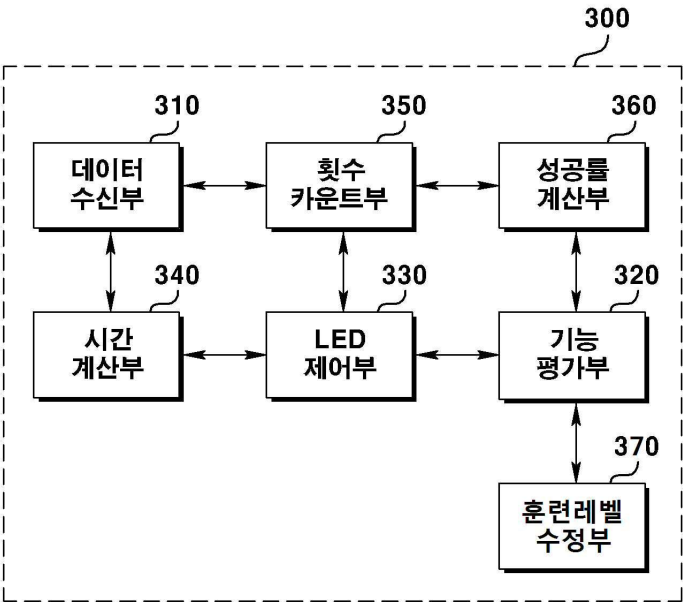 300
310
350
360
데이터
수신부
횟수
카운트부
성공률
계산부
340
330
320
시간
계산부
LED
제어부
기능
평가부
370
훈련레벨
수정부